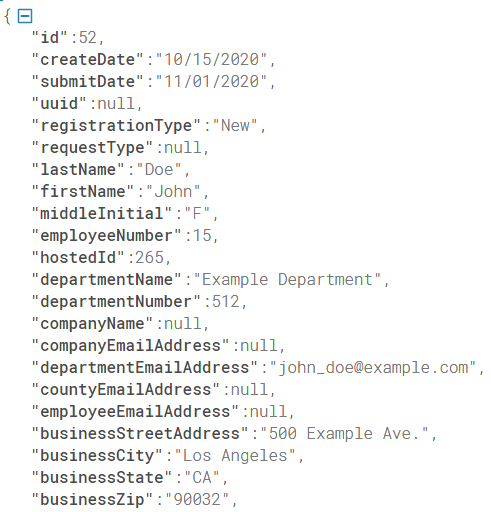 {
"id":52,
"createDate":"10/15/2020",
"submitDate":"11/01/2020",
"uuid":null,
"registrationType":"New",
"requestType":null,
"lastName":"Doe",
"firstName":"John",
"middleInitial":"F",
"employeeNumber":15,
"hostedId":265,
"departmentName":"Example Department",
"departmentNumber":512,
"companyName":null,
"companyEmailAddress":null,
"departmentEmailAddress":"john_doe@example.com",
"countyEmailAddress":null,
"employeeEmailAddress":null,
"businessStreetAddress":"500 Example Ave.",
"businessCity":"Los Angeles",
"businessState":"CA",
"businessZip":"90032",